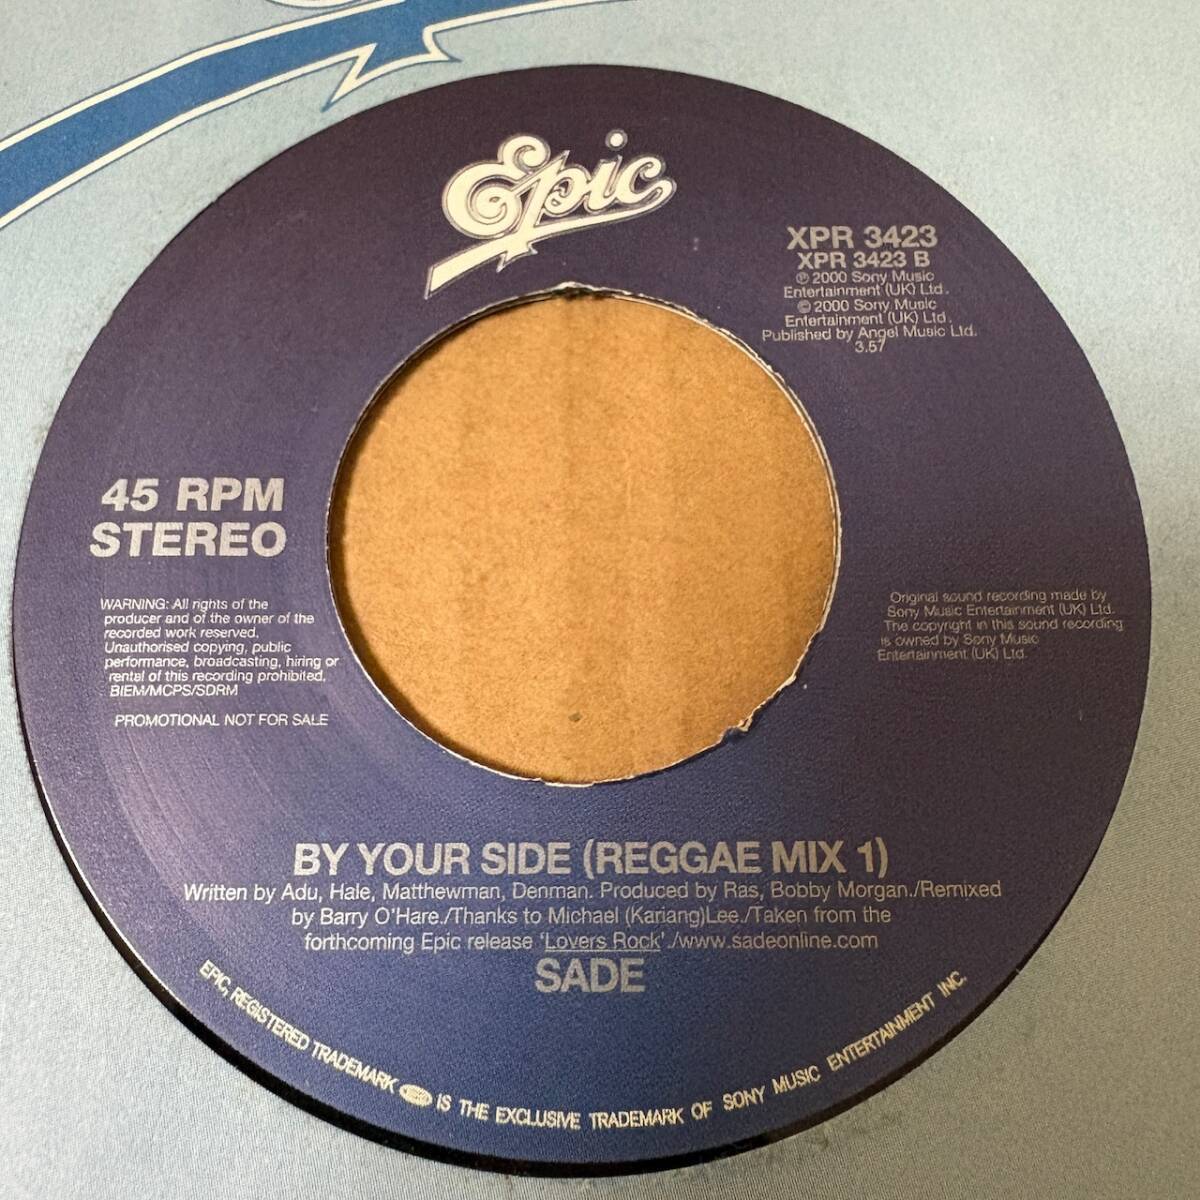 Epic
XPR 3423
XPR 3423 B
℗ 2000 Sony Music
Entertainment (UK) Ltd.
© 2000 Sony Music
Entertainment (UK) Ltd.
Published by Angel Music Ltd.
3.57
45 RPM
STEREO
WARNING: All rights of the
producer and of the owner of the
recorded work reserved.
Unauthorised copying, public
performance, broadcasting, hiring or
rental of this recording prohibited.
BIEM/MCPS/SDRM
PROMOTIONAL NOT FOR SALE
Original sound recording made by
Sony Music Entertainment (UK) Ltd.
The copyright in this sound recording
is owned by Sony Music
Entertainment (UK) Ltd.
BY YOUR SIDE (REGGAE MIX 1)
Written by Adu, Hale, Matthewman, Denman. Produced by Ras, Bobby Morgan./Remixed
by Barry O'Hare./Thanks to Michael (Kariang)Lee./Taken from the
forthcoming Epic release 'Lovers Rock'./www.sadeonline.com
SADE
EPIC, REGISTERED TRADEMARK IS THE EXCLUSIVE TRADEMARK OF SONY MUSIC ENTERTAINMENT INC.